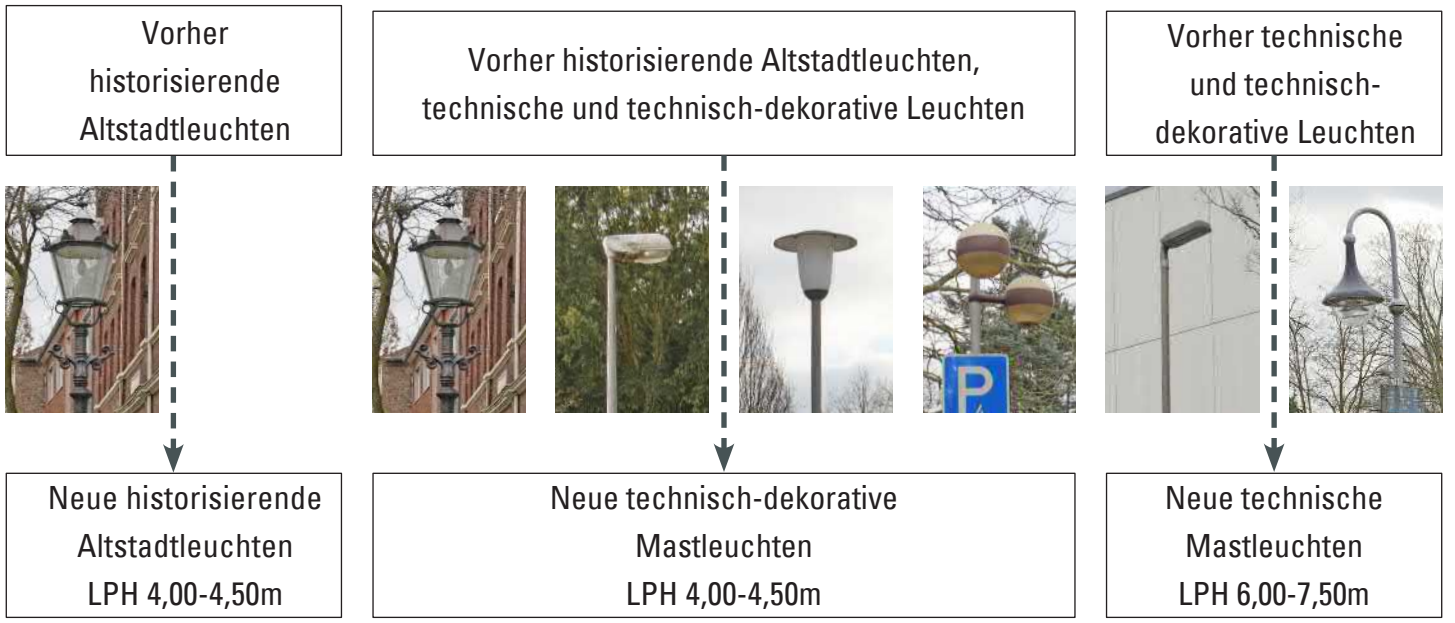 Vorher
historisierende
Altstadtleuchten
Vorher historisierende Altstadtleuchten,
technische und technisch-dekorative Leuchten
Vorher technische
und technisch-
dekorative Leuchten
P
Neue historisierende
Altstadtleuchten
LPH 4,00-4,50m
Neue technisch-dekorative
Mastleuchten
LPH 4,00-4,50m
Neue technische
Mastleuchten
LPH 6,00-7,50m